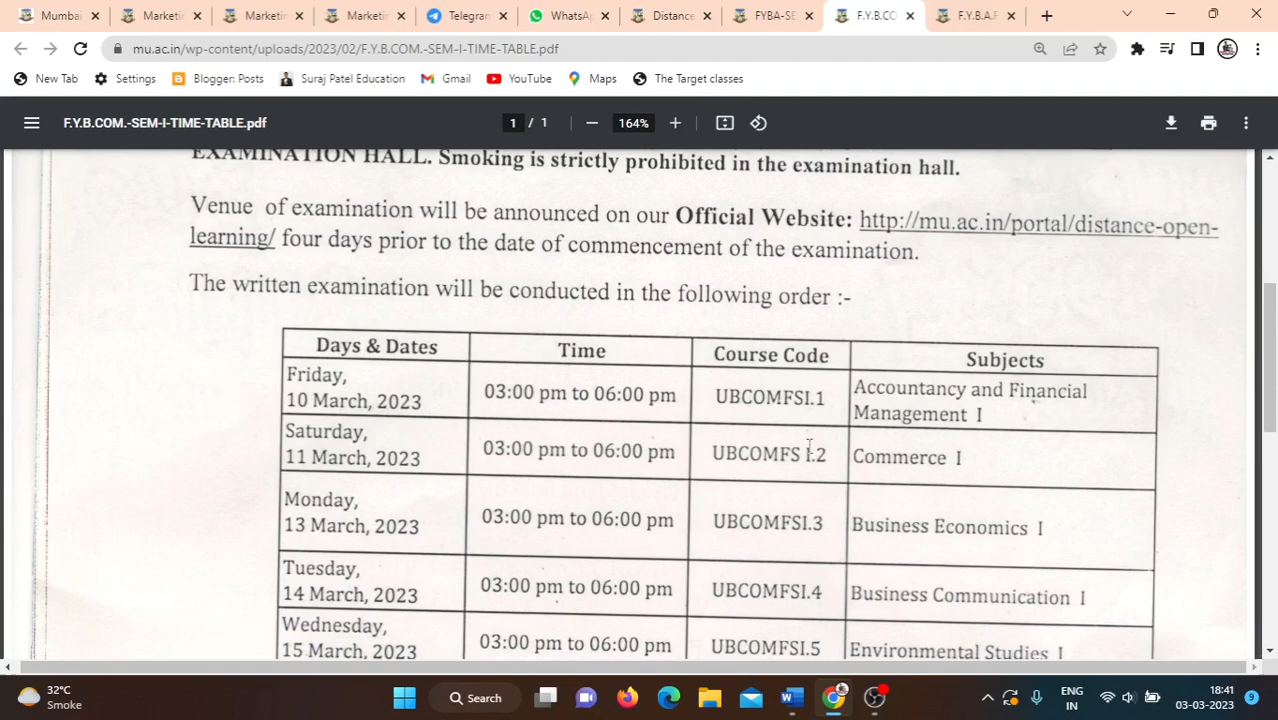 Mumbai
Marketin
Marketin
Marketin
Telegram
WhatsAp
Distance
FYBA-SE
F.Y.B.CO
F.Y.B.A.F
mu.ac.in/wp-content/uploads/2023/02/F.Y.B.COM.-SEM-I-TIME-TABLE.pdf
New Tab
Settings
Blogger: Posts
Suraj Patel Education
Gmail
YouTube
Maps
The Target classes
F.Y.B.COM.-SEM-I-TIME-TABLE.pdf
1 / 1
164%
EXAMINATION HALL. Smoking is strictly prohibited in the examination hall.
Venue of examination will be announced on our Official Website: http://mu.ac.in/portal/distance-open-
learning/ four days prior to the date of commencement of the examination.
The written examination will be conducted in the following order :-
Days & Dates
Time
Course Code
Subjects
Friday,
10 March, 2023
03:00 pm to 06:00 pm
UBCOMFSI.1
Accountancy and Financial
Management I
Saturday,
11 March, 2023
03:00 pm to 06:00 pm
UBCOMFS I.2
Commerce I
Monday,
13 March, 2023
03:00 pm to 06:00 pm
UBCOMFSI.3
Business Economics I
Tuesday,
14 March, 2023
03:00 pm to 06:00 pm
UBCOMFSI.4
Business Communication I
Wednesday,
15 March, 2023
03:00 pm to 06:00 pm
UBCOMFSI.5
Environmental Studies I
32°C
Smoke
Search
ENG
IN
18:41
03-03-2023
9